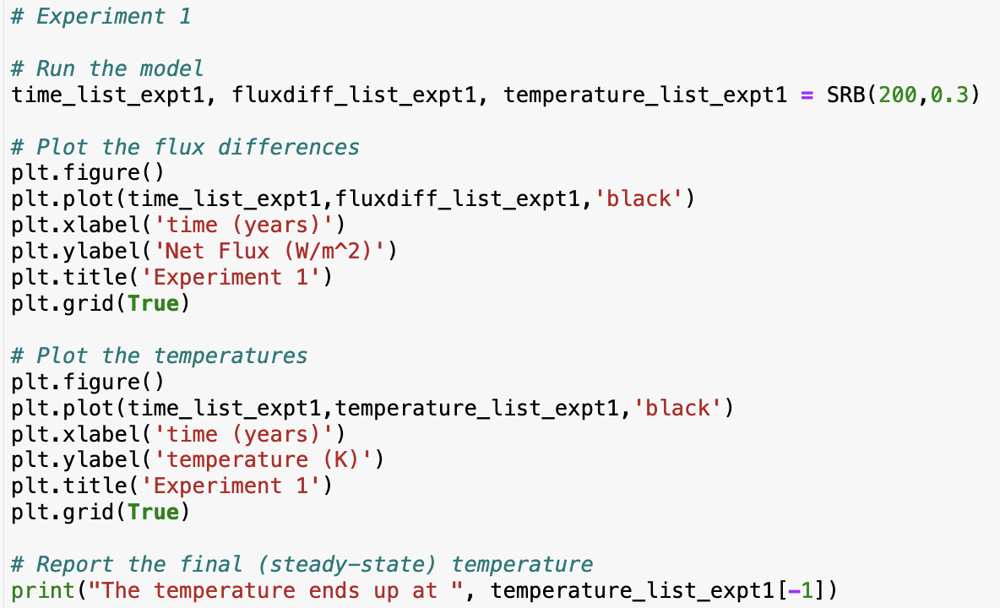 # Experiment 1
# Run the model
time_list_expt1, fluxdiff_list_expt1, temperature_list_expt1 = SRB(200,0.3)
# Plot the flux differences
plt.figure()
plt.plot(time_list_expt1,fluxdiff_list_expt1,'black')
plt.xlabel('time (years)')
plt.ylabel('Net Flux (W/m^2)')
plt.title('Experiment 1')
plt.grid(True)
# Plot the temperatures
plt.figure()
plt.plot(time_list_expt1,temperature_list_expt1,'black')
plt.xlabel('time (years)')
plt.ylabel('temperature (K)')
plt.title('Experiment 1')
plt.grid(True)
# Report the final (steady-state) temperature
print("The temperature ends up at ", temperature_list_expt1[-1])